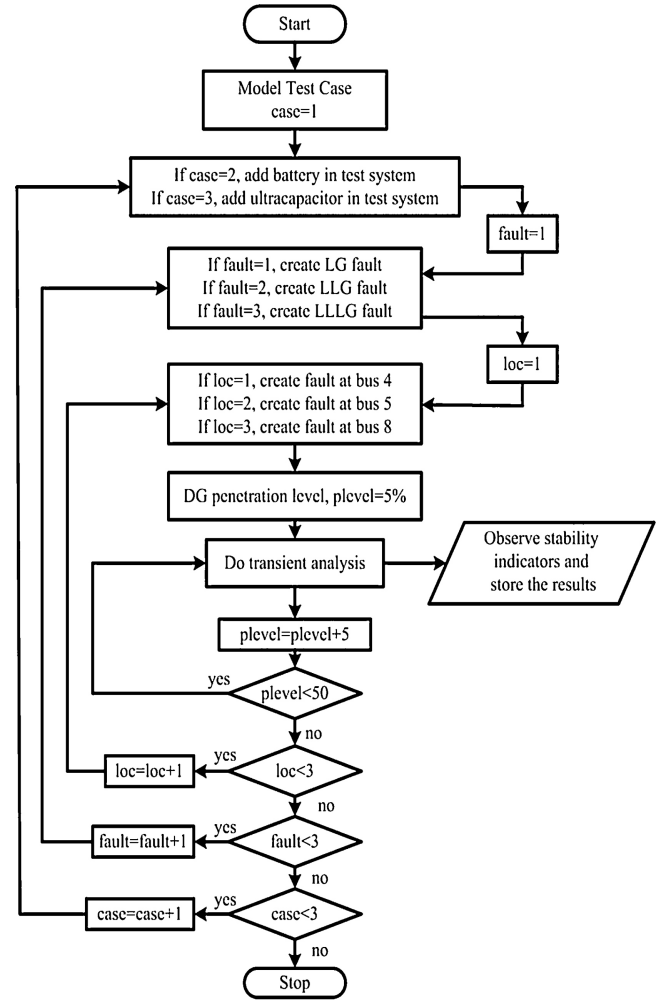 Start
Model Test Case
case=1
If case=2, add battery in test system
If case=3, add ultracapacitor in test system
fault=1
If fault=1, create LG fault
If fault=2, create LLG fault
If fault=3, create LLLG fault
loc=1
If loc=1, create fault at bus 4
If loc=2, create fault at bus 5
If loc=3, create fault at bus 8
DG penetration level, plevel=5%
Do transient analysis
Observe stability
indicators and
store the results
plevel=plevel+5
yes
plevel<50
no
loc=loc+1
yes
loc<3
no
fault=fault+1
yes
fault<3
no
case=case+1
yes
case<3
no
Stop